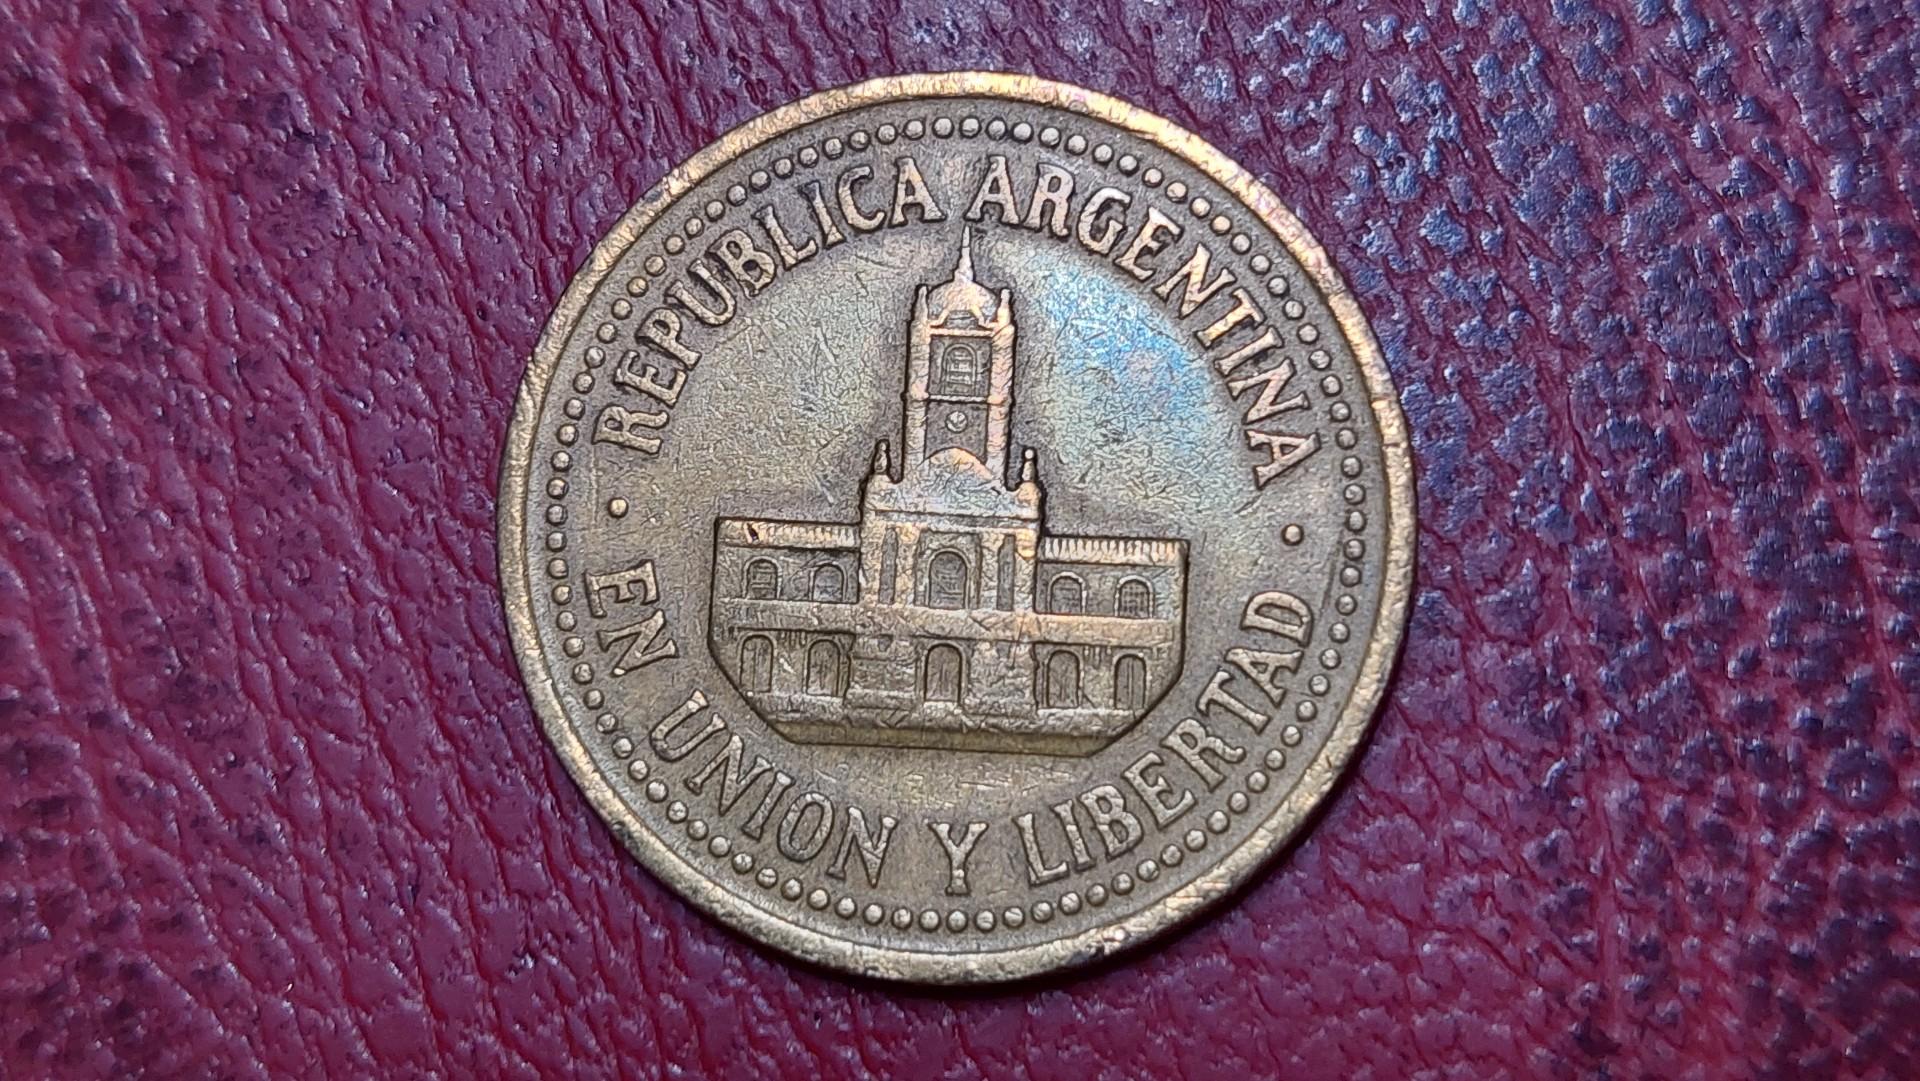 REPUBLICA ARGENTINA
· EN UNION Y LIBERTAD ·